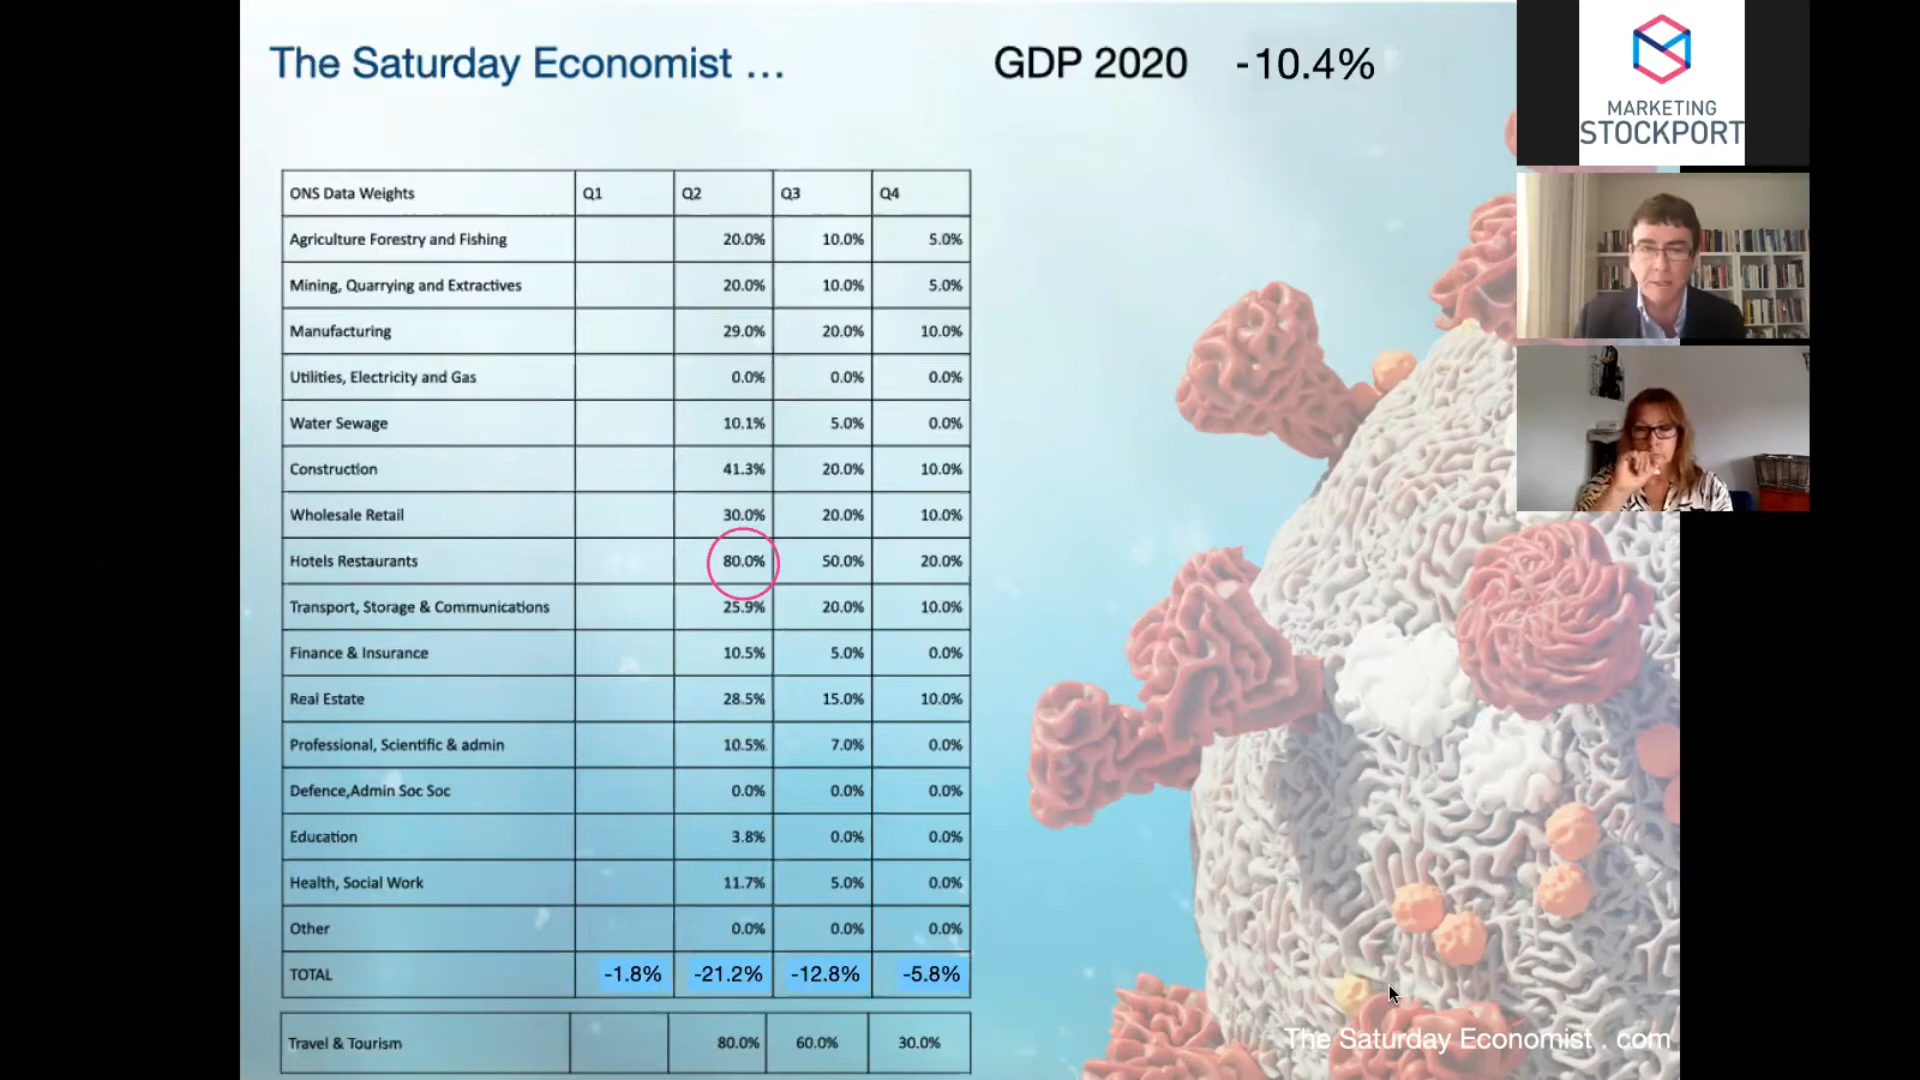 The Saturday Economist ...
GDP 2020 -10.4%
MARKETING
STOCKPORT
ONS Data Weights Q1 Q2 Q3 Q4
Agriculture Forestry and Fishing 20.0% 10.0% 5.0%
Mining, Quarrying and Extractives 20.0% 10.0% 5.0%
Manufacturing 29.0% 20.0% 10.0%
Utilities, Electricity and Gas 0.0% 0.0% 0.0%
Water Sewage 10.1% 5.0% 0.0%
Construction 41.3% 20.0% 10.0%
Wholesale Retail 30.0% 20.0% 10.0%
Hotels Restaurants 80.0% 50.0% 20.0%
Transport, Storage & Communications 25.9% 20.0% 10.0%
Finance & Insurance 10.5% 5.0% 0.0%
Real Estate 28.5% 15.0% 10.0%
Professional, Scientific & admin 10.5% 7.0% 0.0%
Defence,Admin Soc Soc 0.0% 0.0% 0.0%
Education 3.8% 0.0% 0.0%
Health, Social Work 11.7% 5.0% 0.0%
Other 0.0% 0.0% 0.0%
TOTAL -1.8% -21.2% -12.8% -5.8%
Travel & Tourism 80.0% 60.0% 30.0%
The Saturday Economist . com